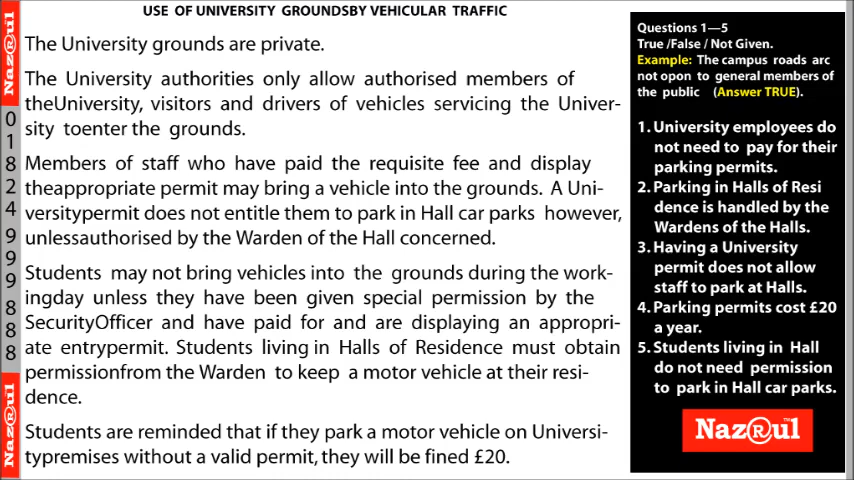 USE OF UNIVERSITY GROUNDSBY VEHICULAR TRAFFIC
The University grounds are private.
The University authorities only allow authorised members of
theUniversity, visitors and drivers of vehicles servicing the Univer-
sity toenter the grounds.
Members of staff who have paid the requisite fee and display
theappropriate permit may bring a vehicle into the grounds. A Uni-
versitypermit does not entitle them to park in Hall car parks however,
unlessauthorised by the Warden of the Hall concerned.
Students may not bring vehicles into the grounds during the work-
ingday unless they have been given special permission by the
SecurityOfficer and have paid for and are displaying an appropri-
ate entrypermit. Students living in Halls of Residence must obtain
permissionfrom the Warden to keep a motor vehicle at their resi-
dence.
Students are reminded that if they park a motor vehicle on Universi-
typremises without a valid permit, they will be fined £20.
Questions 1—5
True /False / Not Given.
Example: The campus roads arc
not opon to general members of
the public (Answer TRUE).
1. University employees do
not need to pay for their
parking permits.
2. Parking in Halls of Resi
dence is handled by the
Wardens of the Halls.
3. Having a University
permit does not allow
staff to park at Halls.
4. Parking permits cost £20
a year.
5. Students living in Hall
do not need permission
to park in Hall car parks.
NazRul
NazRul
01824999888
NazRul